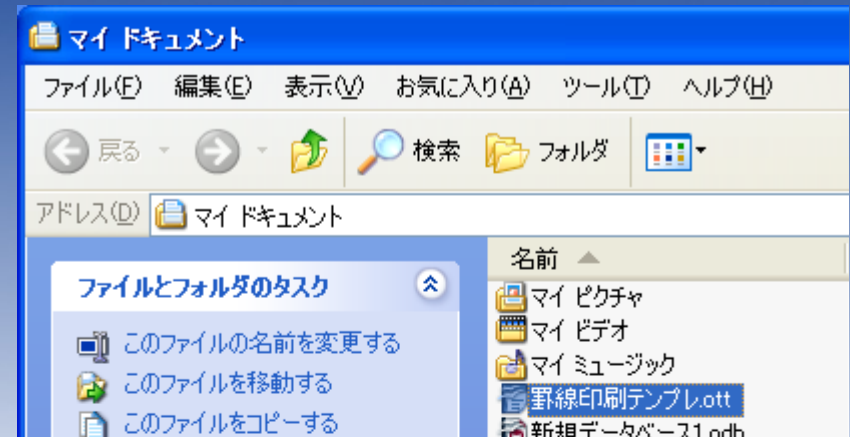 マイ ドキュメント
ファイル(F) 編集(E) 表示(V) お気に入り(A) ツール(T) ヘルプ(H)
戻る 検索 フォルダ
アドレス(D) マイ ドキュメント
名前
ファイルとフォルダのタスク
マイ ピクチャ
マイ ビデオ
このファイルの名前を変更する
マイ ミュージック
このファイルを移動する
罫線印刷テンプレ.ott
このファイルをコピーする
新規データベース1.odb